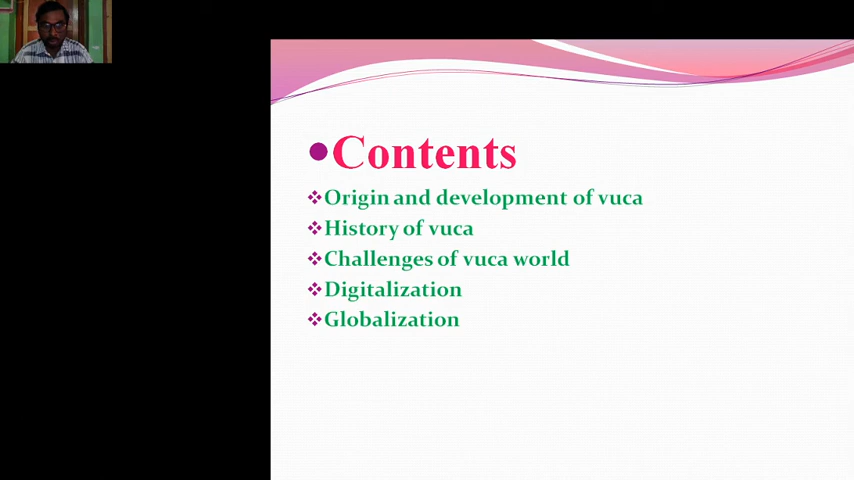 Contents
Origin and development of vuca
History of vuca
Challenges of vuca world
Digitalization
Globalization